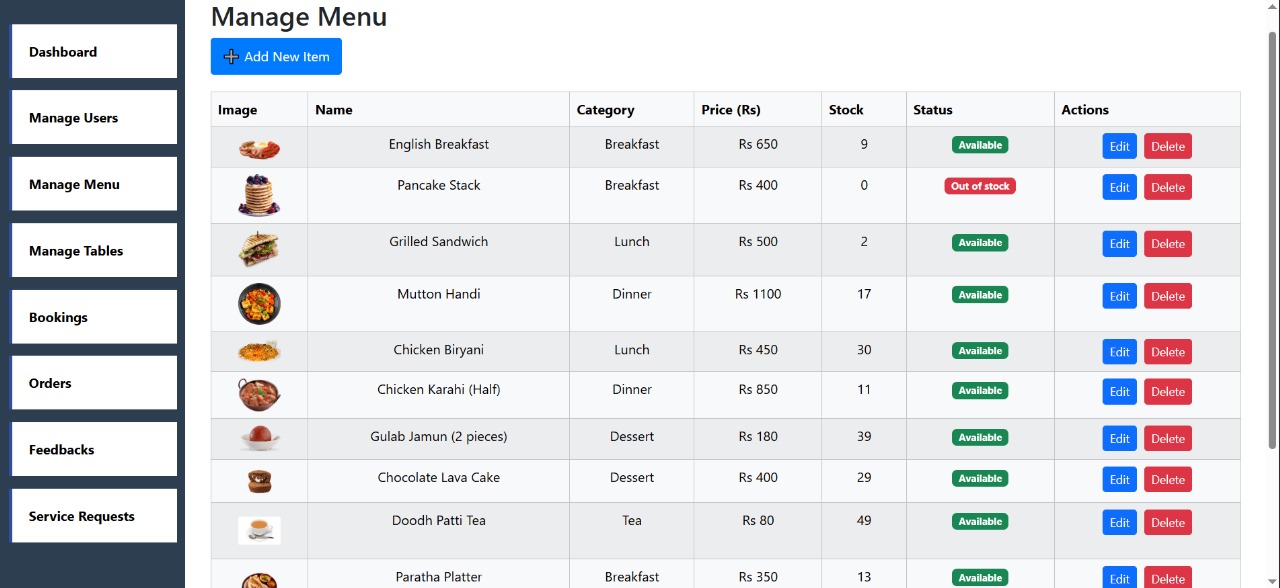 Manage Menu
Dashboard
Manage Users
Manage Menu
Manage Tables
Bookings
Orders
Feedbacks
Service Requests
Add New Item
Image Name Category Price (Rs) Stock Status Actions
English Breakfast Breakfast Rs 650 9 Available Edit Delete
Pancake Stack Breakfast Rs 400 0 Out of stock Edit Delete
Grilled Sandwich Lunch Rs 500 2 Available Edit Delete
Mutton Handi Dinner Rs 1100 17 Available Edit Delete
Chicken Biryani Lunch Rs 450 30 Available Edit Delete
Chicken Karahi (Half) Dinner Rs 850 11 Available Edit Delete
Gulab Jamun (2 pieces) Dessert Rs 180 39 Available Edit Delete
Chocolate Lava Cake Dessert Rs 400 29 Available Edit Delete
Doodh Patti Tea Tea Rs 80 49 Available Edit Delete
Paratha Platter Breakfast Rs 350 13 Available Edit Delete